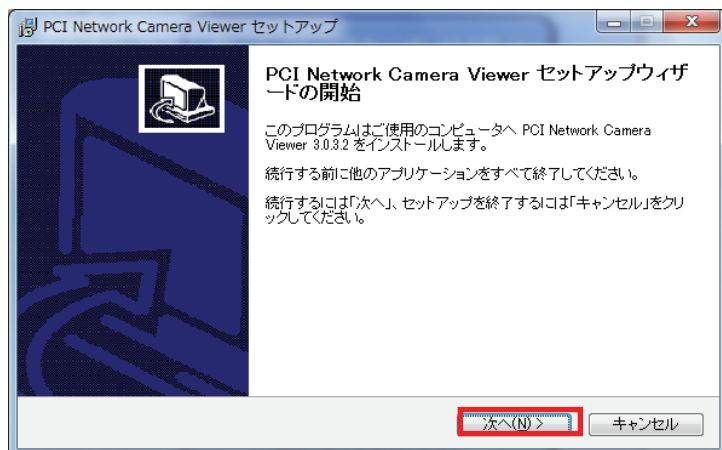 PCI Network Camera Viewer セットアップ
PCI Network Camera Viewer セットアップウィザ
ードの開始
このプログラムはご使用のコンピュータへ PCI Network Camera
Viewer 3.0.3.2 をインストールします。
続行する前に他のアプリケーションをすべて終了してください。
続行するには「次へ」、セットアップを終了するには「キャンセル」をクリ
ックしてください。
次へ(N) >
キャンセル